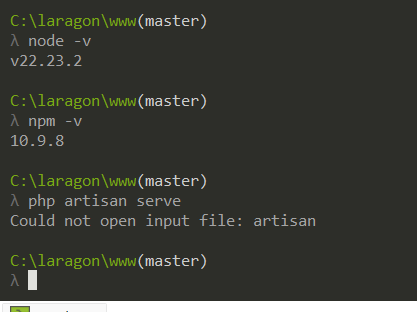 C:\laragon\www(master)
λ node -v
v22.23.2
C:\laragon\www(master)
λ npm -v
10.9.8
C:\laragon\www(master)
λ php artisan serve
Could not open input file: artisan
C:\laragon\www(master)
λ